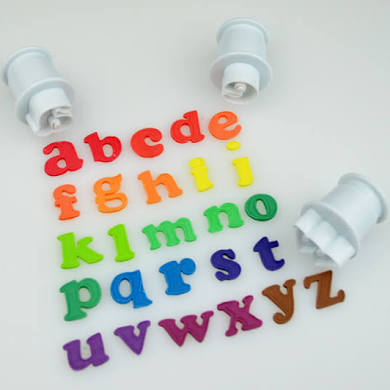 abcde
fghij
klmno
pqrst
uvwxyz